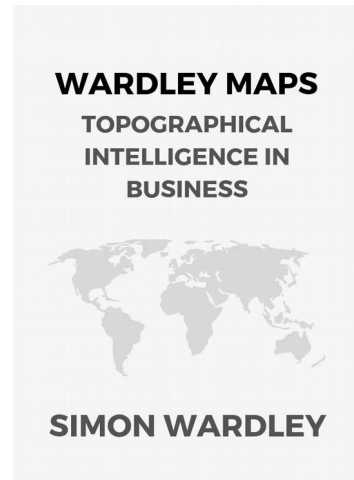 WARDLEY MAPS
TOPOGRAPHICAL
INTELLIGENCE IN
BUSINESS
SIMON WARDLEY